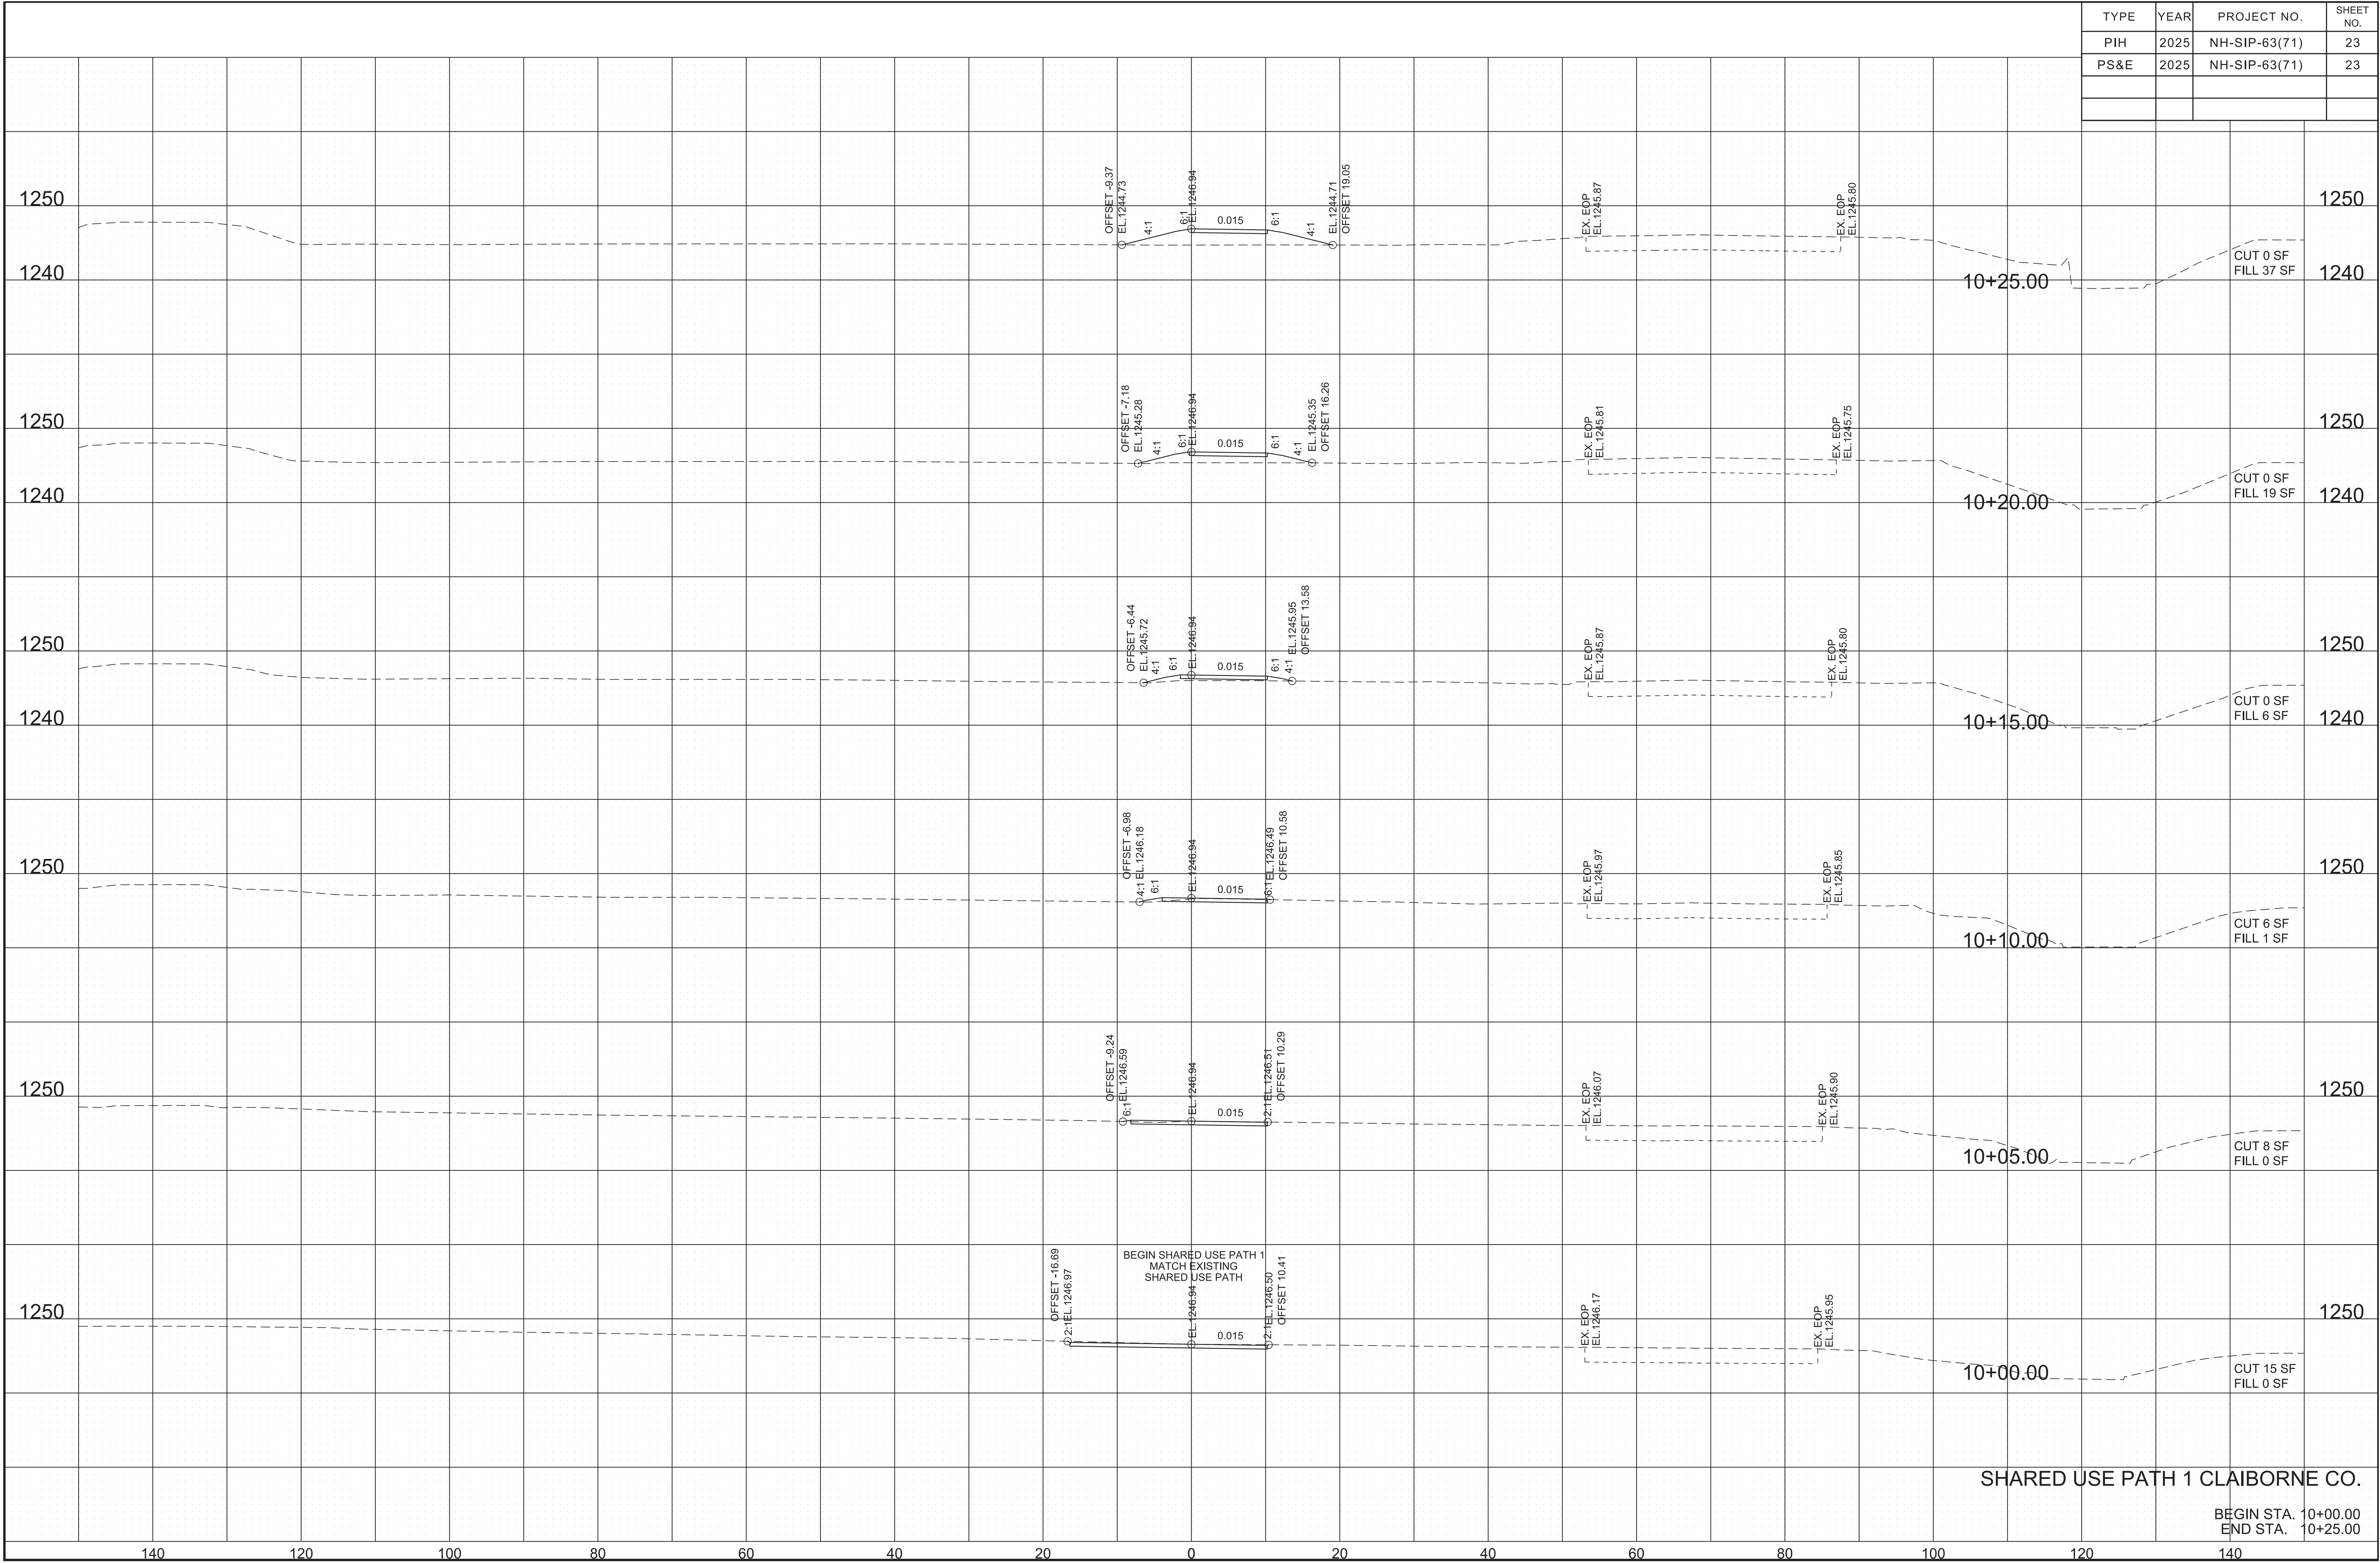 TYPE YEAR PROJECT NO. SHEET NO.
PIH 2025 NH-SIP-63(71) 23
PS&E 2025 NH-SIP-63(71) 23
1250 1250
1240 1240
OFFSET -9.37
EL.1244.73
4:1
6:1
EL.1246.94
0.015
6:1
4:1
EL.1244.71
OFFSET 19.05
EX. EOP
EL.1245.87
EX. EOP
EL.1245.80
10+25.00
CUT 0 SF
FILL 37 SF
1250 1250
1240 1240
OFFSET -7.18
EL.1245.28
4:1
6:1
EL.1246.94
0.015
6:1
4:1
EL.1245.35
OFFSET 16.26
EX. EOP
EL.1245.81
EX. EOP
EL.1245.75
10+20.00
CUT 0 SF
FILL 19 SF
1250 1250
1240 1240
OFFSET -6.44
EL.1245.72
4:1
6:1
EL.1246.94
0.015
6:1
4:1
EL.1245.95
OFFSET 13.58
EX. EOP
EL.1245.87
EX. EOP
EL.1245.80
10+15.00
CUT 0 SF
FILL 6 SF
1250 1250
OFFSET -6.98
4:1 EL.1246.18
6:1
EL.1246.94
0.015
6:1 EL.1246.49
OFFSET 10.58
EX. EOP
EL.1245.97
EX. EOP
EL.1245.85
10+10.00
CUT 6 SF
FILL 1 SF
1250 1250
OFFSET -9.24
6:1 EL.1246.59
EL.1246.94
0.015
2:1 EL.1246.51
OFFSET 10.29
EX. EOP
EL.1246.07
EX. EOP
EL.1245.90
10+05.00
CUT 8 SF
FILL 0 SF
BEGIN SHARED USE PATH 1
MATCH EXISTING
SHARED USE PATH
1250 1250
OFFSET -16.69
2:1 EL.1246.97
EL.1246.94
0.015
2:1 EL.1246.50
OFFSET 10.41
EX. EOP
EL.1246.17
EX. EOP
EL.1245.95
10+00.00
CUT 15 SF
FILL 0 SF
SHARED USE PATH 1 CLAIBORNE CO.
BEGIN STA. 10+00.00
END STA. 10+25.00
140 120 100 80 60 40 20 0 20 40 60 80 100 120 140